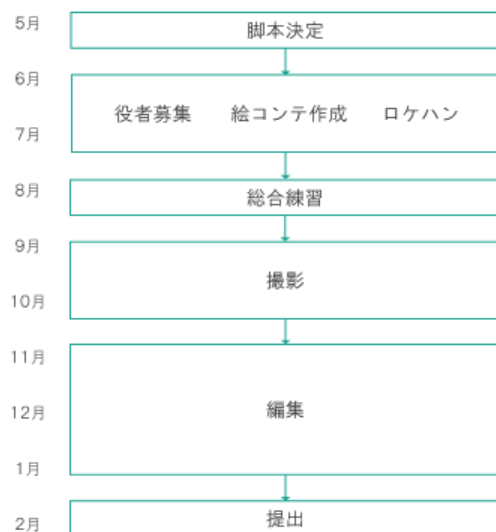 5月
脚本決定
6月
役者募集 絵コンテ作成 ロケハン
7月
8月
総合練習
9月
撮影
10月
11月
編集
12月
1月
2月
提出